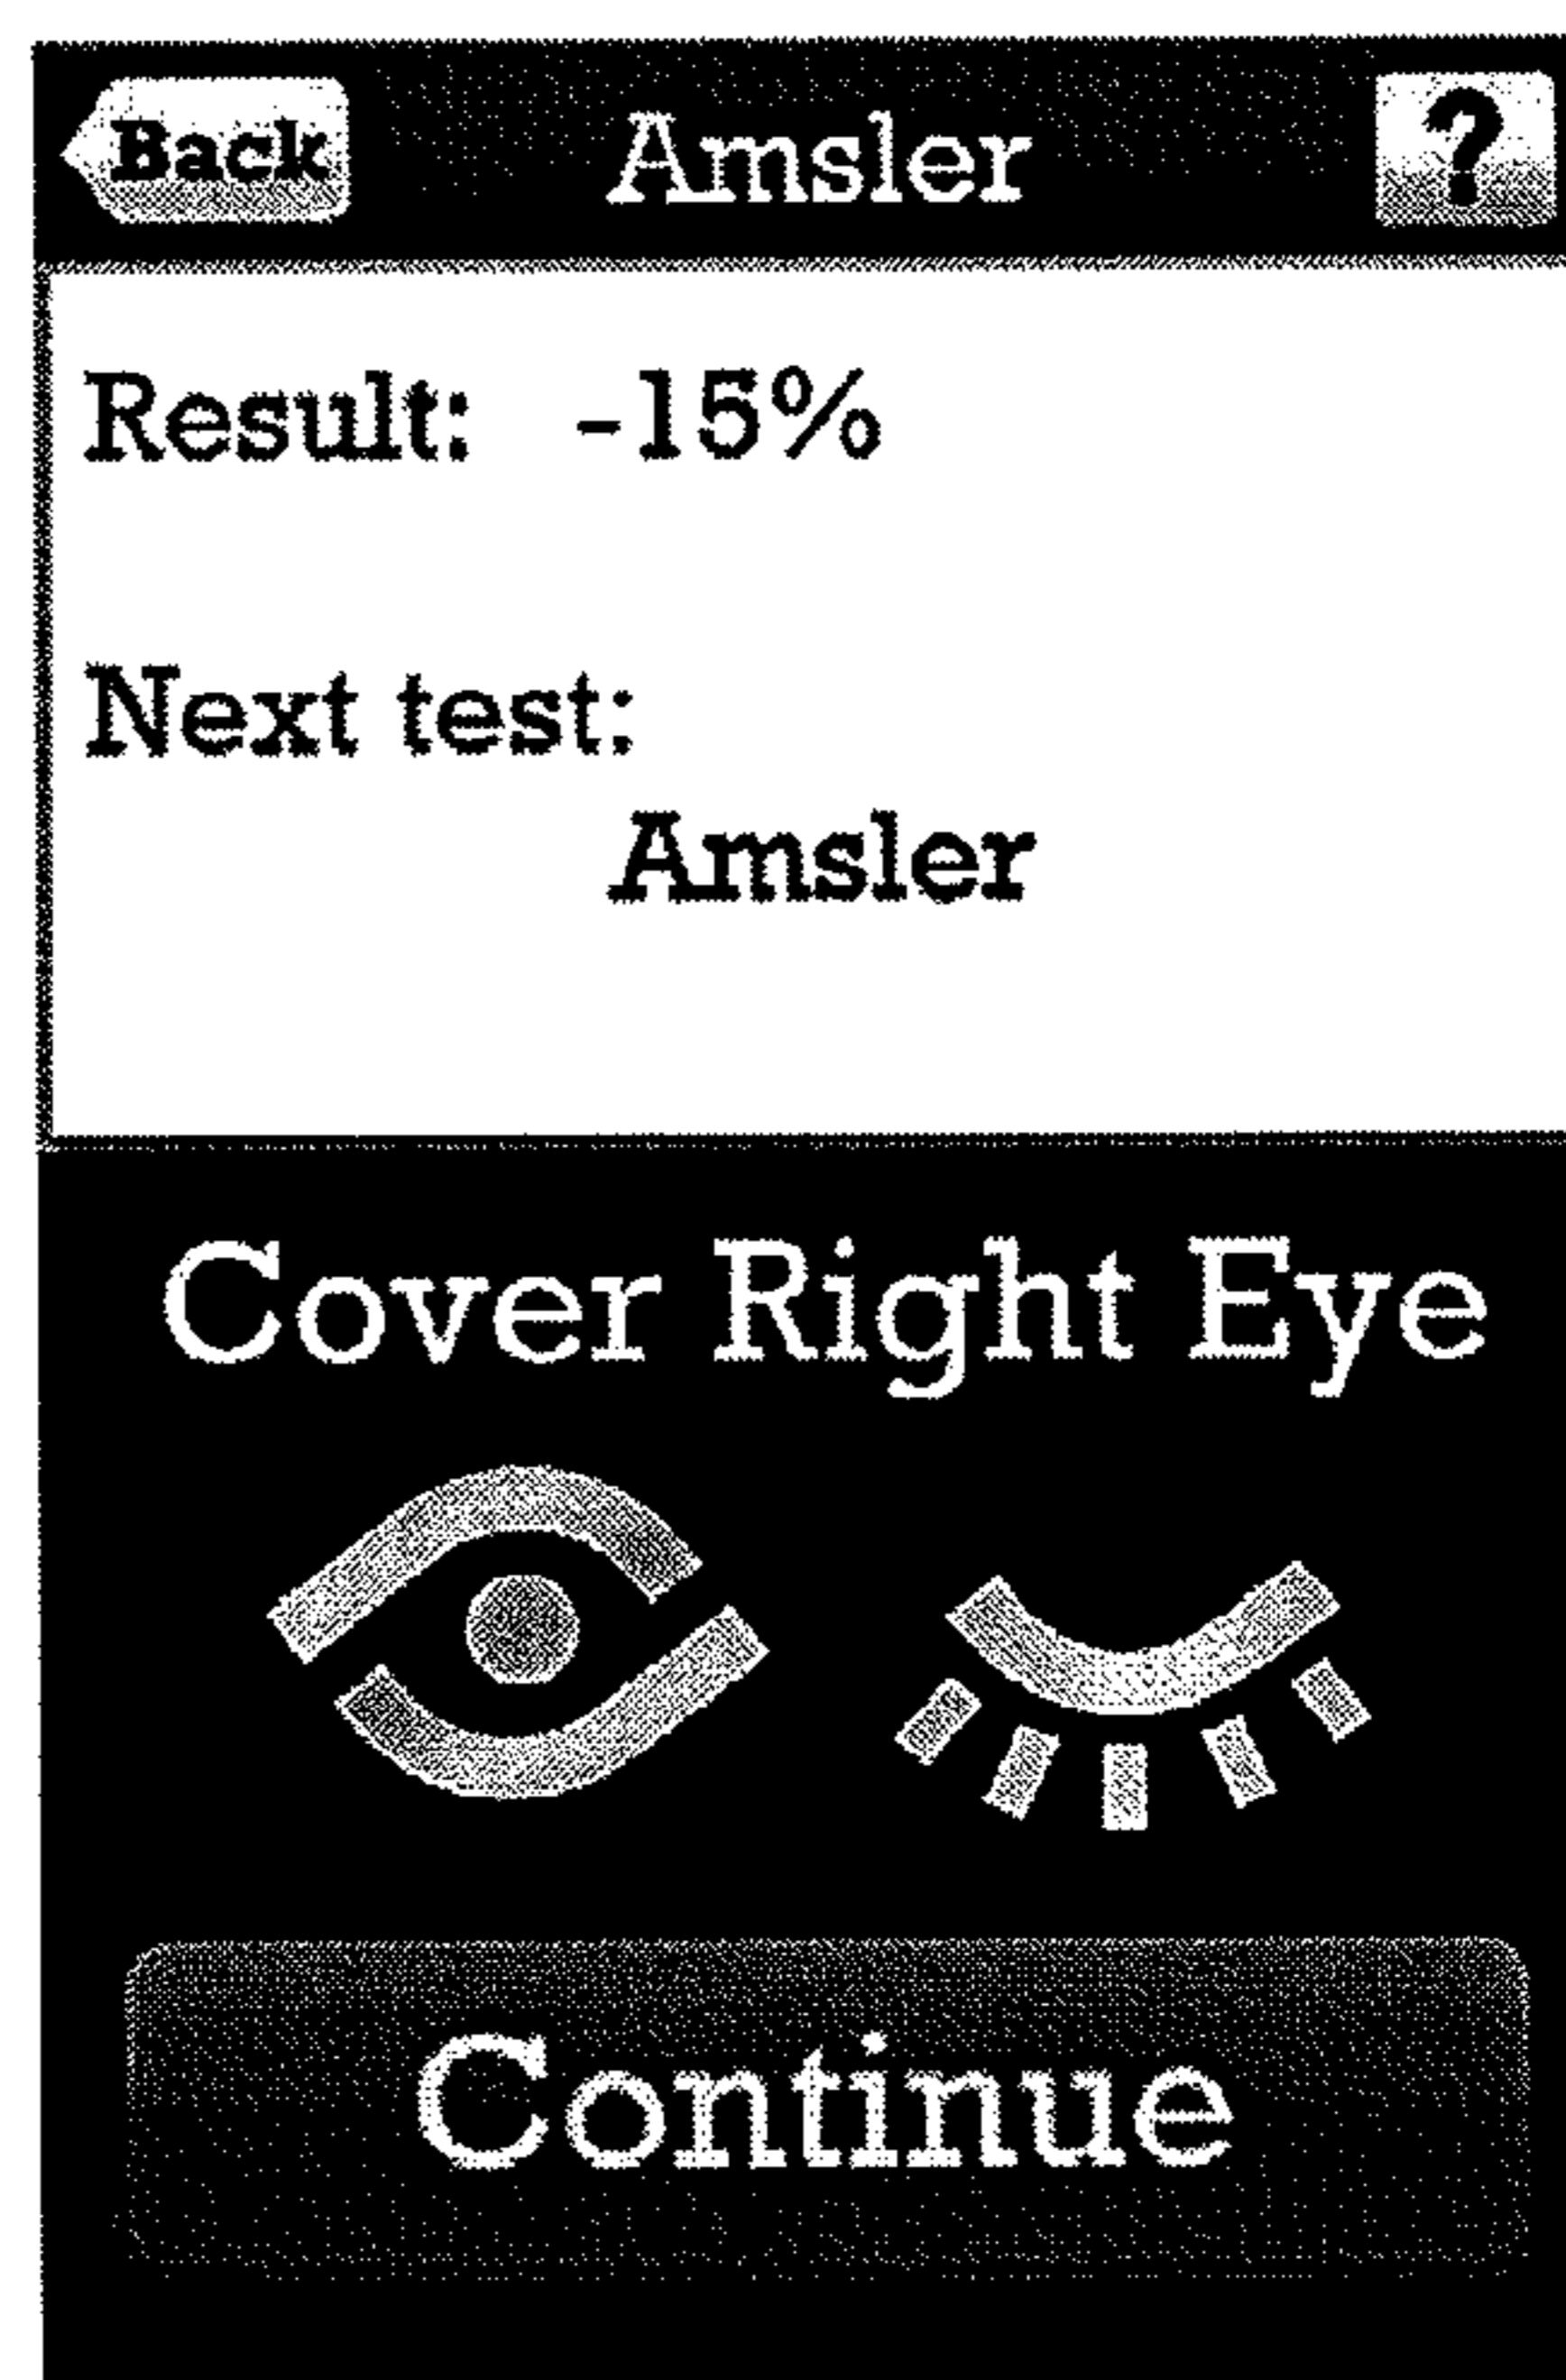 Back Amsler ?
Result: -15%
Next test:
Amsler
Cover Right Eye
Continue